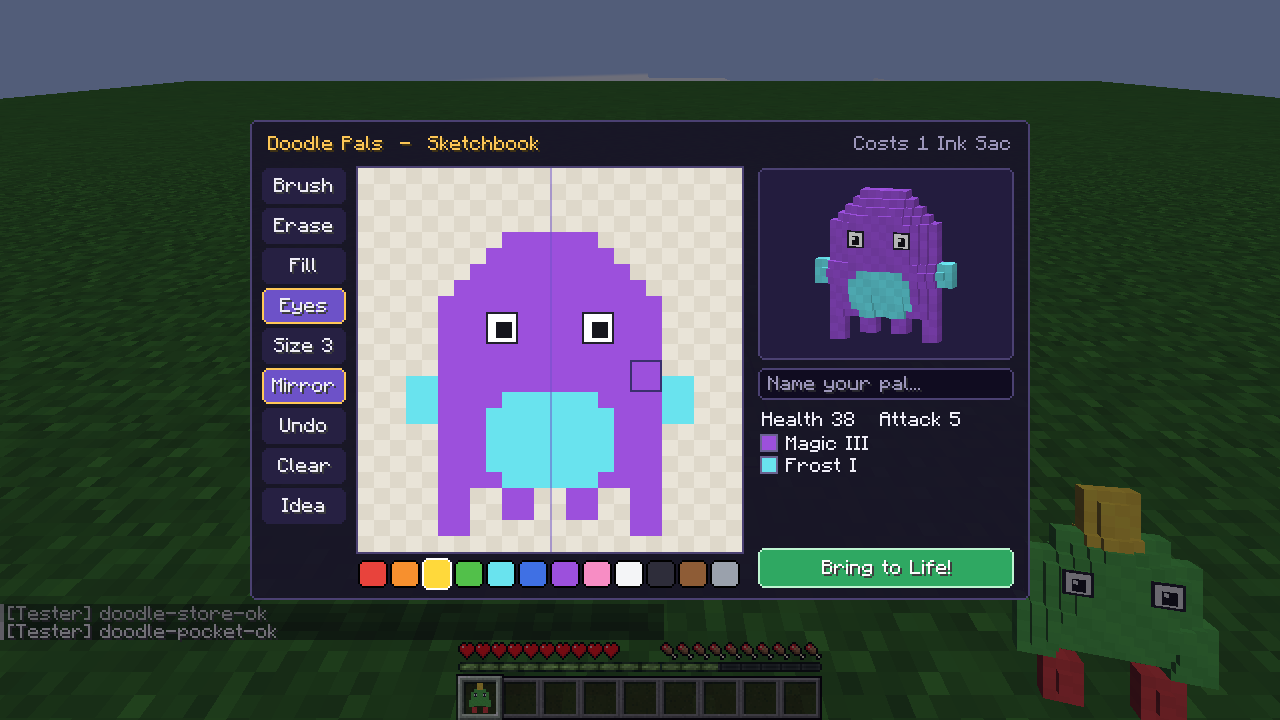 Doodle Pals - Sketchbook
Costs 1 Ink Sac
Brush
Erase
Fill
Eyes
Size 3
Mirror
Undo
Clear
Idea
Name your pal...
Health 38 Attack 5
Magic III
Frost I
Bring to Life!
[Tester] doodle-store-ok
[Tester] doodle-pocket-ok